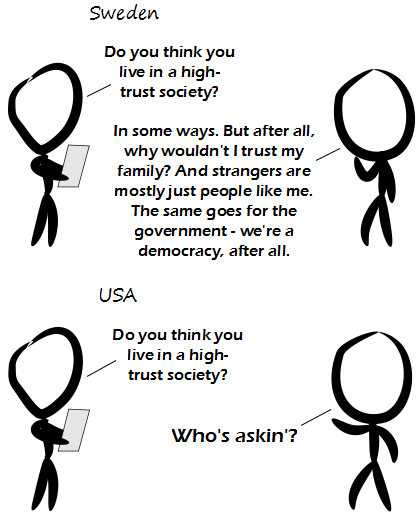 Sweden
Do you think you
live in a high-
trust society?
In some ways. But after all,
why wouldn't I trust my
family? And strangers are
mostly just people like me.
The same goes for the
government - we're a
democracy, after all.
USA
Do you think you
live in a high-
trust society?
Who's askin'?